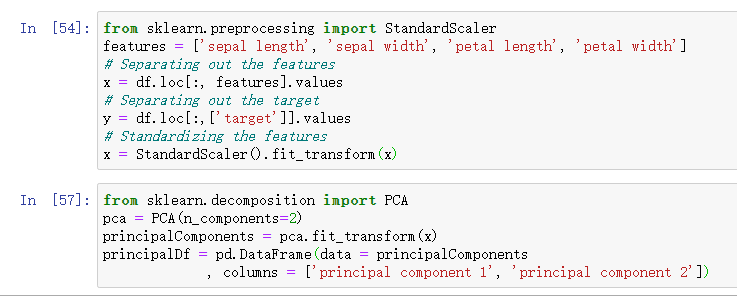 In [54]: from sklearn.preprocessing import StandardScaler
features = ['sepal length', 'sepal width', 'petal length', 'petal width']
# Separating out the features
x = df.loc[:, features].values
# Separating out the target
y = df.loc[:,['target']].values
# Standardizing the features
x = StandardScaler().fit_transform(x)
In [57]: from sklearn.decomposition import PCA
pca = PCA(n_components=2)
principalComponents = pca.fit_transform(x)
principalDf = pd.DataFrame(data = principalComponents
, columns = ['principal component 1', 'principal component 2'])